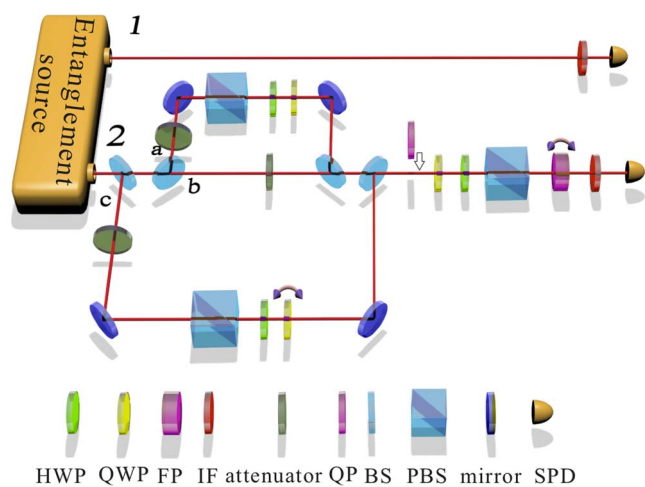 1
Entanglement
source
2
a
b
c
HWP QWP FP IF attenuator QP BS PBS mirror SPD